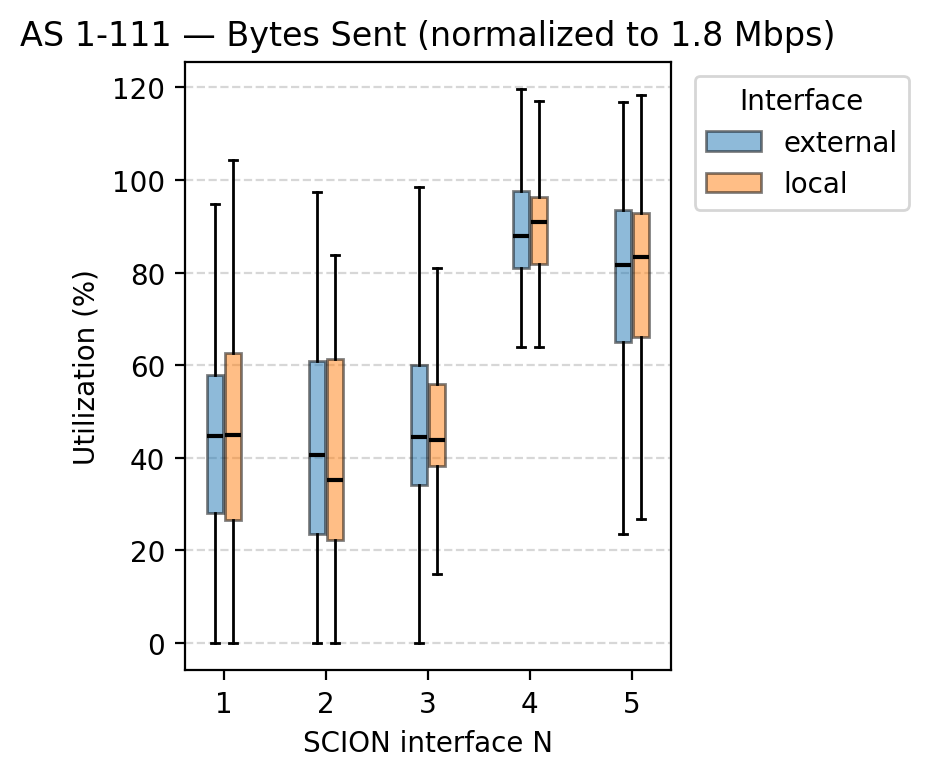 AS 1-111 — Bytes Sent (normalized to 1.8 Mbps)
Interface
external
local
Utilization (%)
120
100
80
60
40
20
0
1 2 3 4 5
SCION interface N